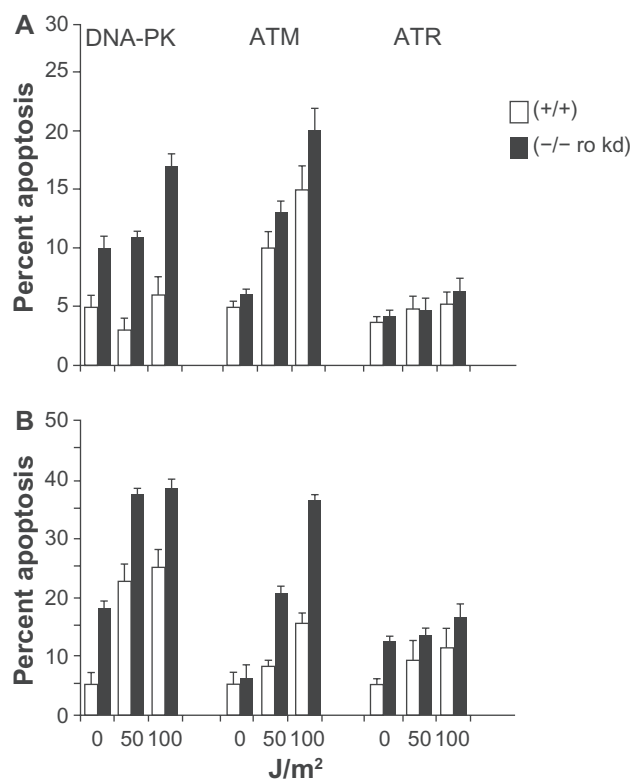 A
DNA-PK ATM ATR
30
25
20
15
10
5
0
Percent apoptosis
(+/+)
(−/− ro kd)
B
50
40
30
20
10
0
Percent apoptosis
0 50 100 0 50 100 0 50 100
J/m²